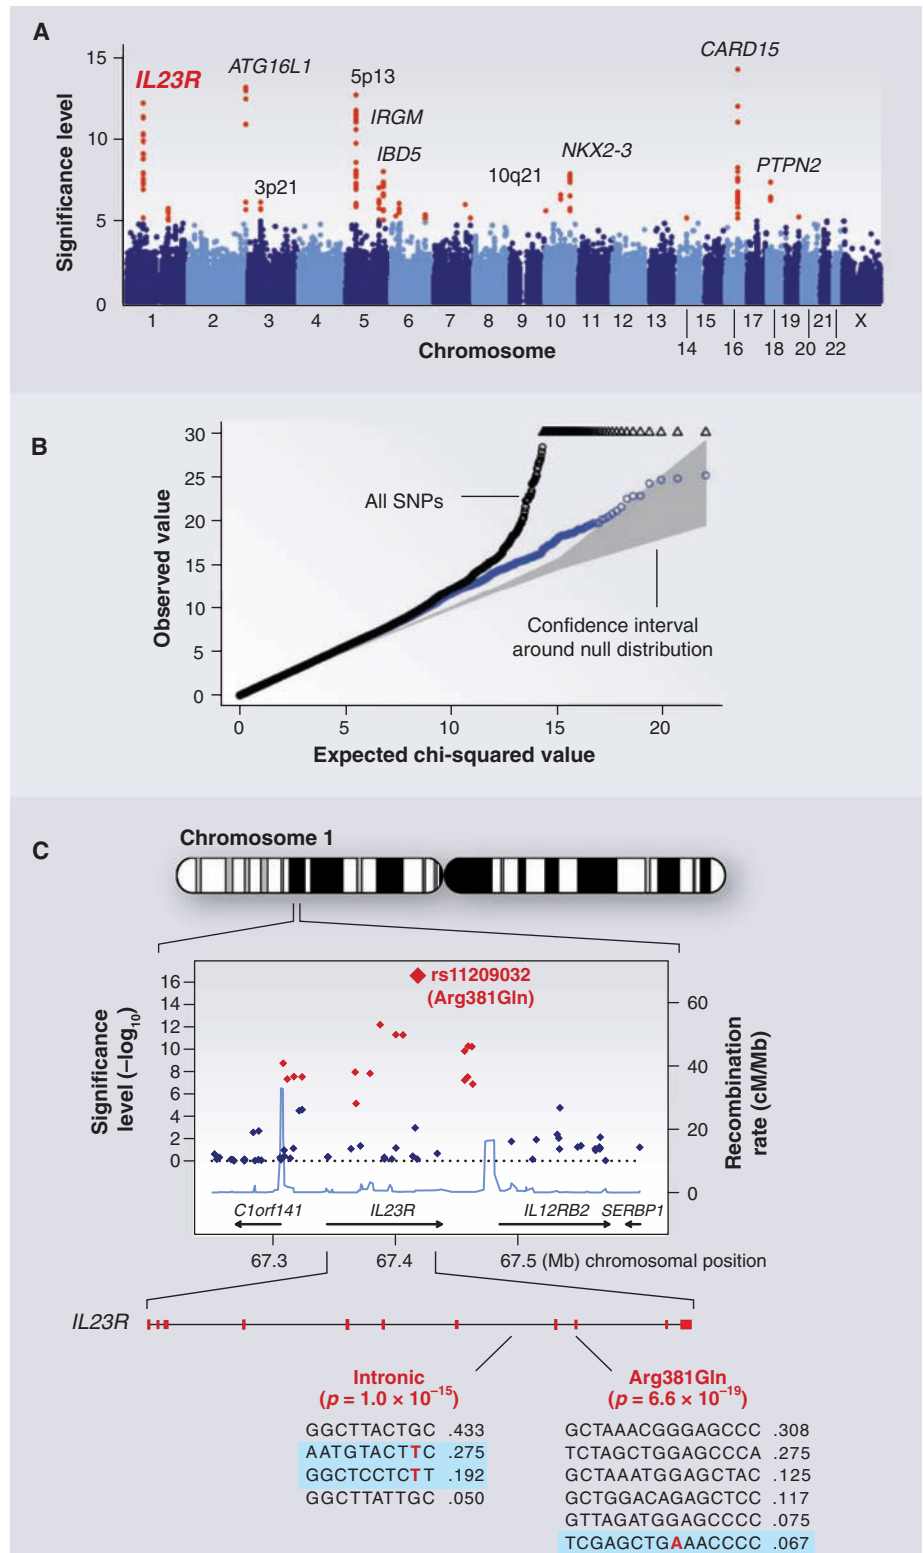 A
Significance level
15
10
5
0
IL23R
ATG16L1
3p21
5p13
IRGM
IBD5
10q21
NKX2-3
CARD15
PTPN2
1 2 3 4 5 6 7 8 9 10 11 12 13 15 17 19 21 X
14 16 18 20 22
Chromosome
B
Observed value
30
25
20
15
10
5
0
All SNPs
Confidence interval
around null distribution
0 5 10 15 20
Expected chi-squared value
C
Chromosome 1
Significance
level (–log10)
16
14
12
10
8
6
4
2
0
rs11209032
(Arg381Gln)
60
40
20
0
Recombination
rate (cM/Mb)
C1orf141 IL23R IL12RB2 SERBP1
67.3 67.4 67.5 (Mb) chromosomal position
IL23R
Intronic
(p = 1.0 × 10–15)
GGCTTACTGC .433
AATGTACTTC .275
GGCTCCTCTT .192
GGCTTATTGC .050
Arg381Gln
(p = 6.6 × 10–19)
GCTAAACGGGAGCCC .308
TCTAGCTGGAGCCCA .275
GCTAAATGGAGCTAC .125
GCTGGACAGAGCTCC .117
GTTAGATGGAGCCCC .075
TCGAGCTGAAACCCC .067